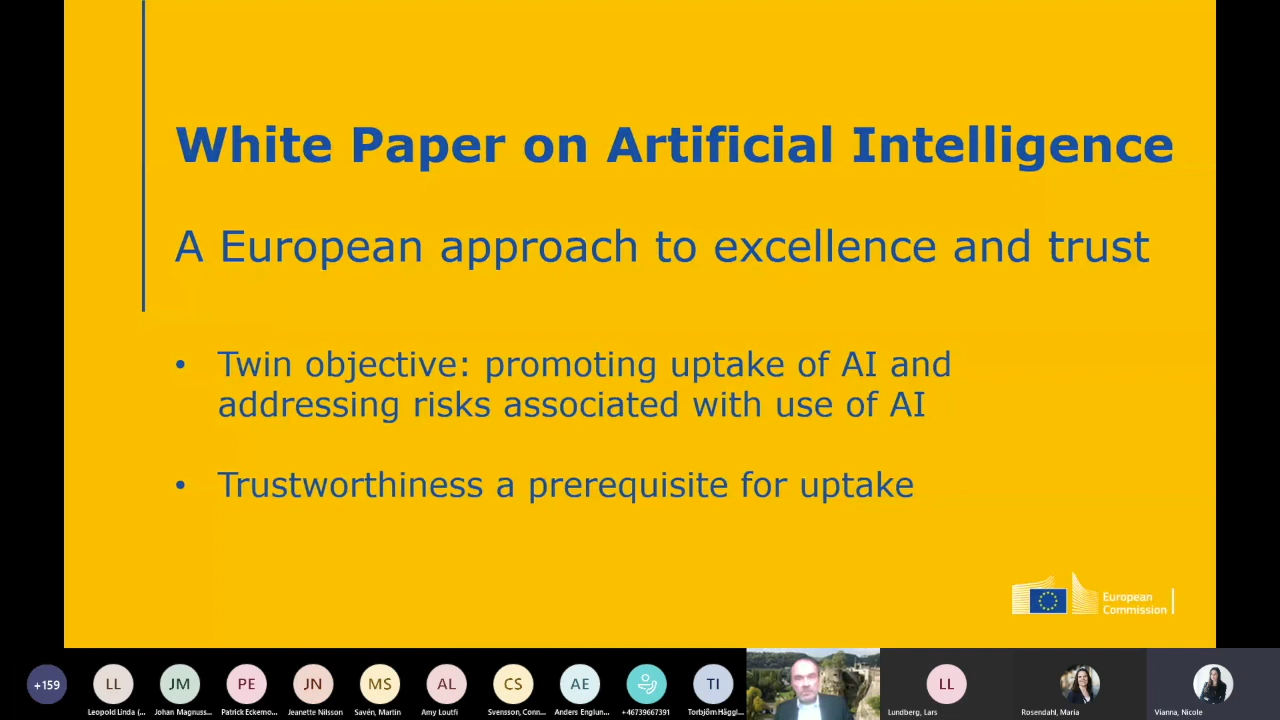 White Paper on Artificial Intelligence
A European approach to excellence and trust
• Twin objective: promoting uptake of AI and
addressing risks associated with use of AI
• Trustworthiness a prerequisite for uptake
European
Commission
+159
LL
JM
PE
JN
MS
AL
CS
AE
TI
LL
Leopold Linda (...
Johan Magnuss...
Patrick Eckemo...
Jeanette Nilsson
Savén, Martin
Amy Loutfi
Svensson, Conn...
Anders Englun...
+46739667391
Torbjörn Häggl...
Lundberg, Lars
Rosendahl, Maria
Vianna, Nicole